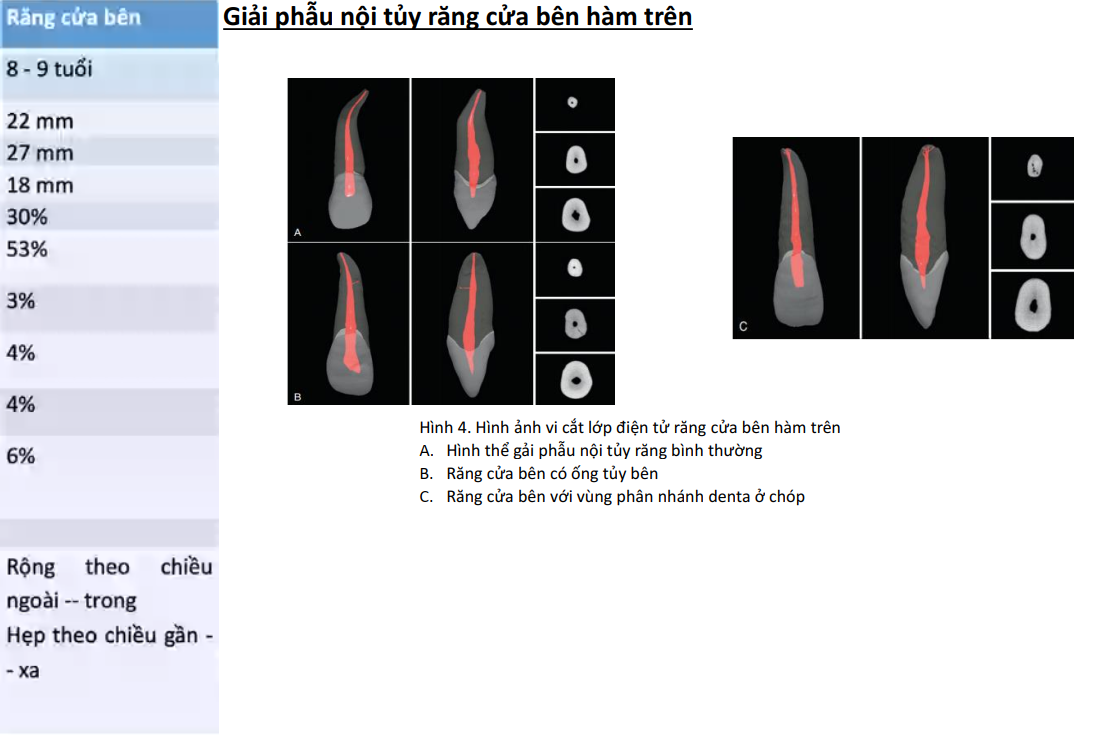 Răng cửa bên
8 - 9 tuổi
22 mm
27 mm
18 mm
30%
53%
3%
4%
4%
6%
Rộng theo chiều
ngoài -- trong
Hẹp theo chiều gần -
- xa
Giải phẫu nội tủy răng cửa bên hàm trên
A
B
C
Hình 4. Hình ảnh vi cắt lớp điện tử răng cửa bên hàm trên
A. Hình thể gải phẫu nội tủy răng bình thường
B. Răng cửa bên có ống tủy bên
C. Răng cửa bên với vùng phân nhánh denta ở chóp